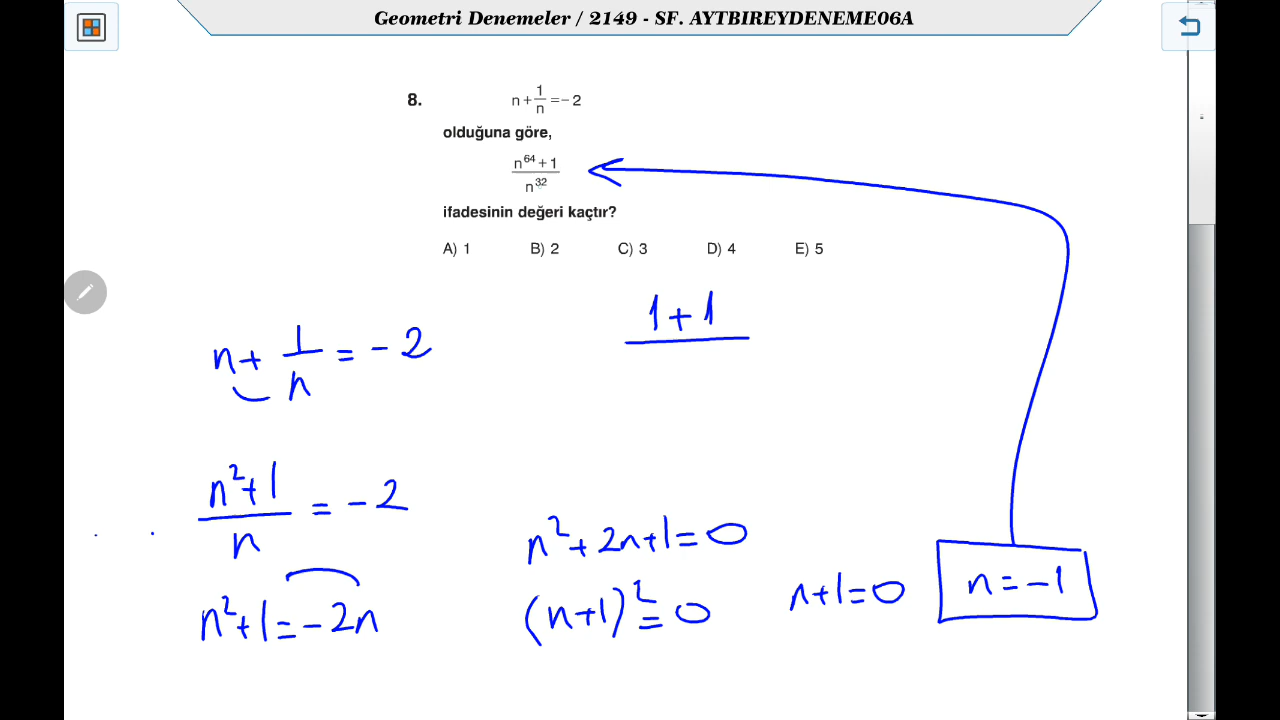 Geometri Denemeler / 2149 - SF. AYTBIREYDENEME06A
8. n + 1/n = - 2
olduğuna göre,
n^64 + 1 / n^32
ifadesinin değeri kaçtır?
A) 1 B) 2 C) 3 D) 4 E) 5
1 + 1
n + 1/n = - 2
n^2 + 1 / n = - 2
n^2 + 1 = - 2n
n^2 + 2n + 1 = 0
(n + 1)^2 = 0
n + 1 = 0
n = - 1